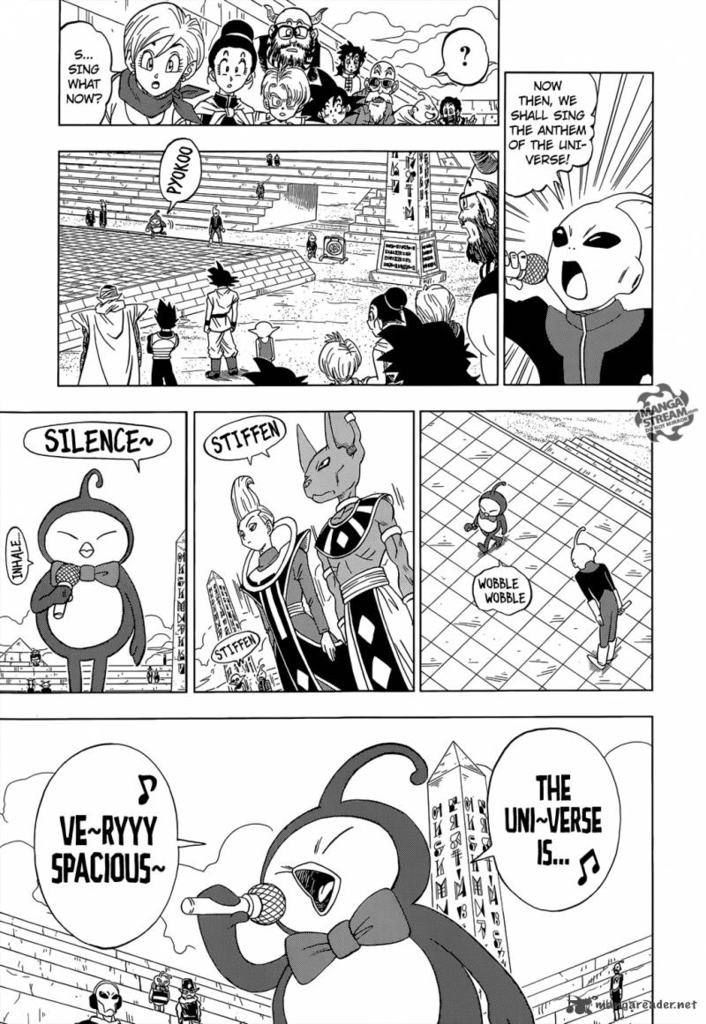 ?
NOW
THEN, WE
SHALL SING
THE ANTHEM
OF THE UNI-
VERSE!
S...
SING
WHAT
NOW?
PYOKOO
WOBBLE
WOBBLE
STIFFEN
STIFFEN
SILENCE~
INHALE..
THE
UNI~VERSE
IS...
VE~RYYY
SPACIOUS~
MANGA
STREAM
mangareader.net